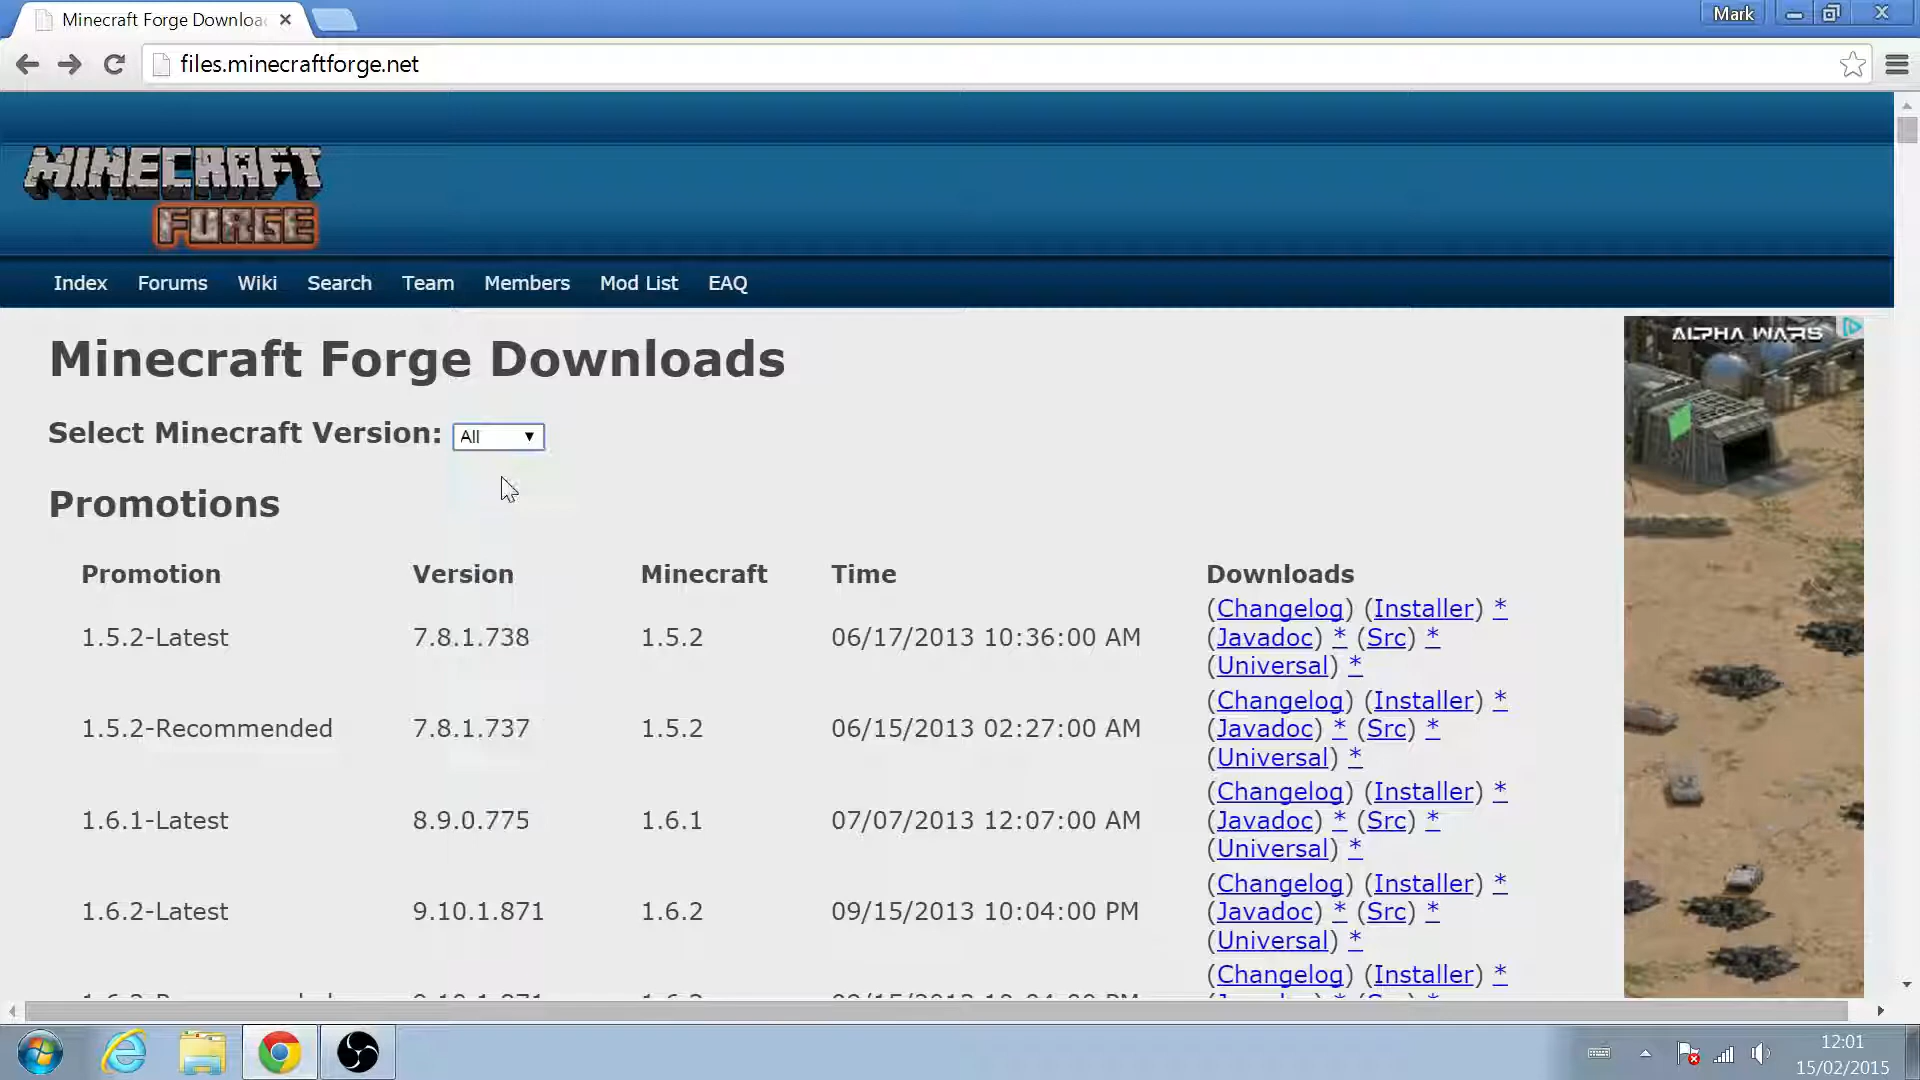 Minecraft Forge Downloa
Mark
files.minecraftforge.net
MINECRAFT
FORGE
Index Forums Wiki Search Team Members Mod List EAQ
Minecraft Forge Downloads
Select Minecraft Version: All
Promotions
Promotion Version Minecraft Time Downloads
(Changelog) (Installer) *
1.5.2-Latest 7.8.1.738 1.5.2 06/17/2013 10:36:00 AM (Javadoc) * (Src) *
(Universal) *
(Changelog) (Installer) *
1.5.2-Recommended 7.8.1.737 1.5.2 06/15/2013 02:27:00 AM (Javadoc) * (Src) *
(Universal) *
(Changelog) (Installer) *
1.6.1-Latest 8.9.0.775 1.6.1 07/07/2013 12:07:00 AM (Javadoc) * (Src) *
(Universal) *
(Changelog) (Installer) *
1.6.2-Latest 9.10.1.871 1.6.2 09/15/2013 10:04:00 PM (Javadoc) * (Src) *
(Universal) *
(Changelog) (Installer) *
ALPHA WARS
12:01
15/02/2015